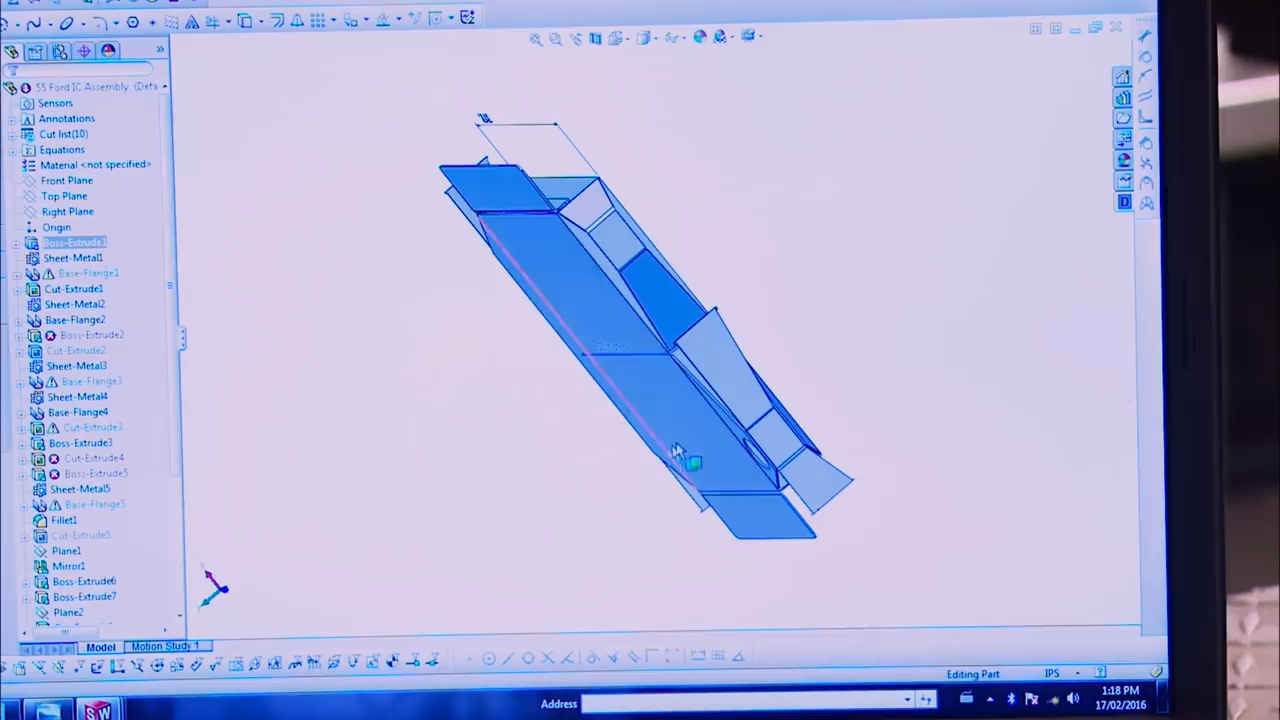 55 Ford IC Assembly (Defa
Sensors
Annotations
Cut list(10)
Equations
Material <not specified>
Front Plane
Top Plane
Right Plane
Origin
Boss-Extrude1
Sheet-Metal1
Base-Flange1
Cut-Extrude1
Sheet-Metal2
Base-Flange2
Boss-Extrude2
Cut-Extrude2
Sheet-Metal3
Base-Flange3
Sheet-Metal4
Base-Flange4
Cut-Extrude3
Boss-Extrude3
Cut-Extrude4
Boss-Extrude5
Sheet-Metal5
Base-Flange5
Fillet1
Cut-Extrude5
Plane1
Mirror1
Boss-Extrude6
Boss-Extrude7
Plane2
Model Motion Study 1
Editing Part IPS
Address
1:18 PM
17/02/2016